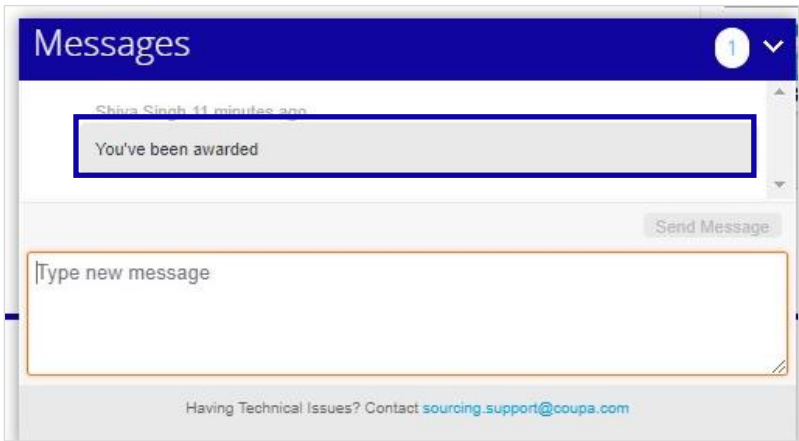 Messages
1
Shiva Singh 11 minutes ago
You've been awarded
Send Message
Type new message
Having Technical Issues? Contact sourcing.support@coupa.com